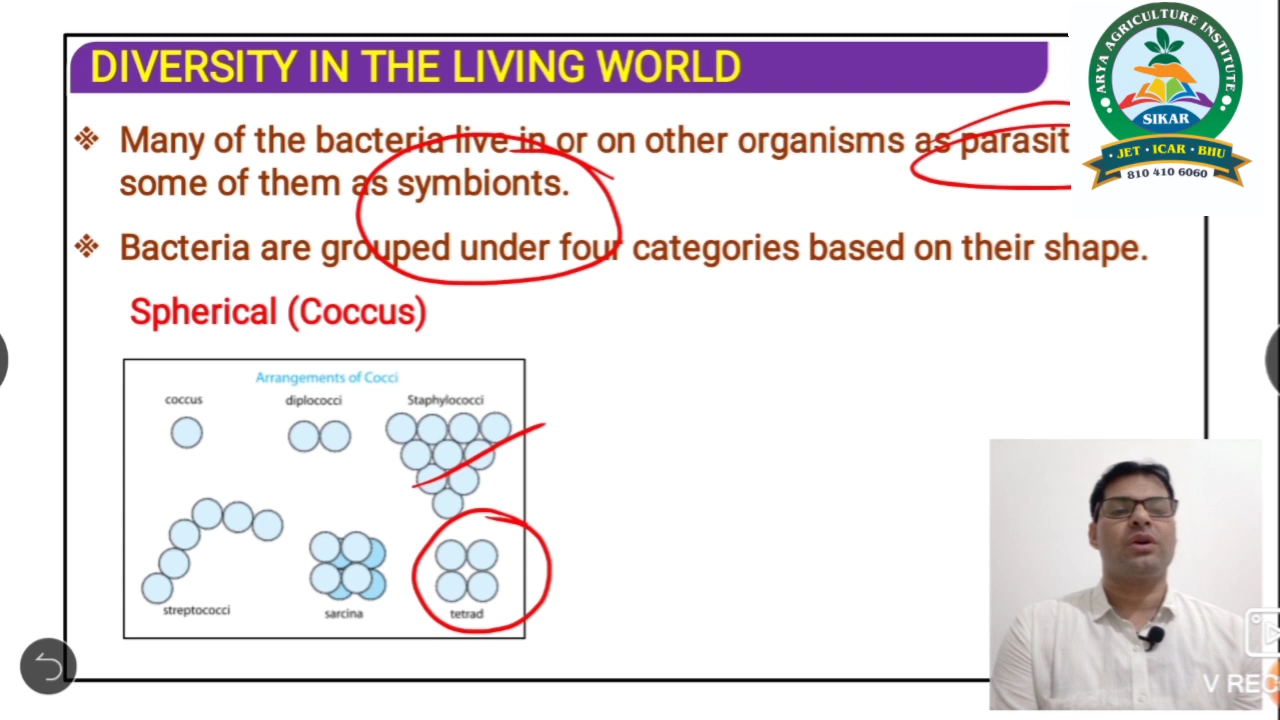 DIVERSITY IN THE LIVING WORLD
❖ Many of the bacteria live in or on other organisms as parasit
some of them as symbionts.
❖ Bacteria are grouped under four categories based on their shape.
Spherical (Coccus)
Arrangements of Cocci
coccus diplococci Staphylococci
streptococci sarcina tetrad
ARYA AGRICULTURE INSTITUTE
SIKAR
· JET · ICAR · BHU
810 410 6060
V REC